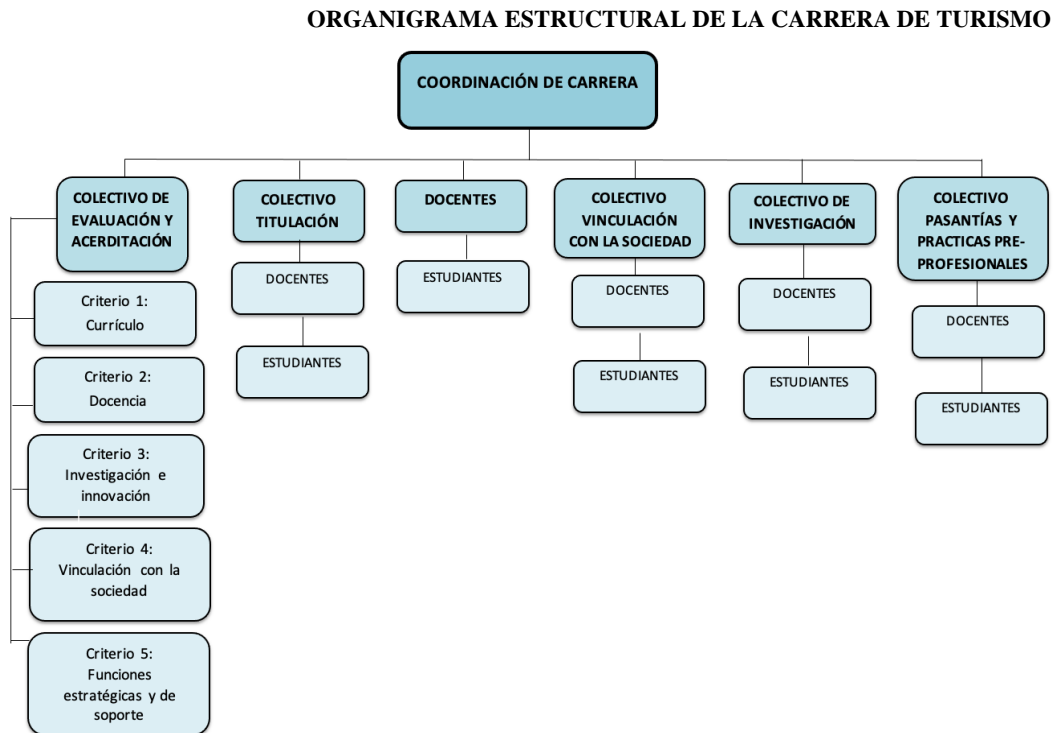 ORGANIGRAMA ESTRUCTURAL DE LA CARRERA DE TURISMO
COORDINACIÓN DE CARRERA
COLECTIVO DE
EVALUACIÓN Y
ACERDITACIÓN
Criterio 1:
Currículo
Criterio 2:
Docencia
Criterio 3:
Investigación e
innovación
Criterio 4:
Vinculación con la
sociedad
Criterio 5:
Funciones
estratégicas y de
soporte
COLECTIVO
TITULACIÓN
DOCENTES
ESTUDIANTES
DOCENTES
ESTUDIANTES
COLECTIVO
VINCULACIÓN
CON LA SOCIEDAD
DOCENTES
ESTUDIANTES
COLECTIVO DE
INVESTIGACIÓN
DOCENTES
ESTUDIANTES
COLECTIVO
PASANTÍAS Y
PRACTICAS PRE-
PROFESIONALES
DOCENTES
ESTUDIANTES